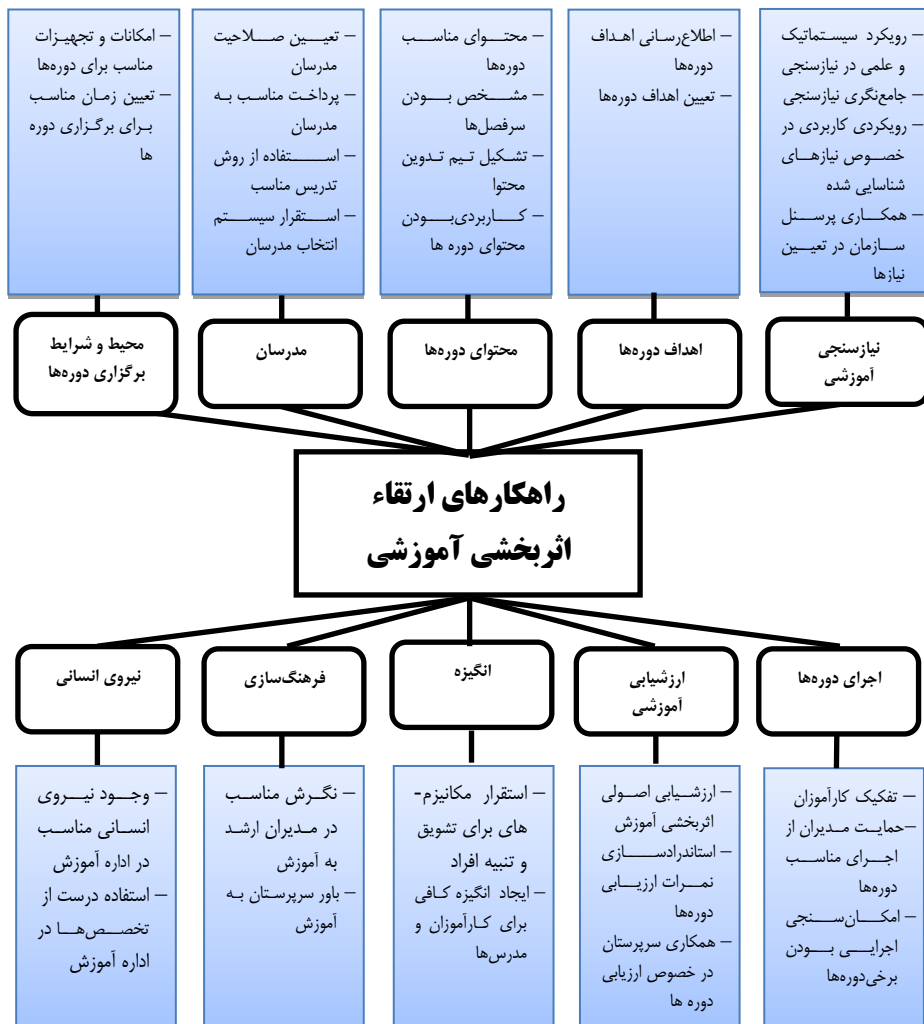 – رویکرد سیستماتیک
و علمی در نیازسنجی
– جامع‌نگری نیازسنجی
– رویکردی کاربردی در
خصوص نیازهای
شناسایی شده
– همکاری پرسنل
سازمان در تعیین
نیازها
– اطلاع‌رسانی اهداف
دوره‌ها
– تعیین اهداف دوره‌ها
– محتوای مناسب
دوره‌ها
– مشخص بودن
سرفصل‌ها
– تشکیل تیم تدوین
محتوا
– کاربردی‌بودن
محتوای دوره ها
– تعیین صلاحیت
مدرسان
– پرداخت مناسب به
مدرسان
– استفاده از روش
تدریس مناسب
– استقرار سیستم
انتخاب مدرسان
– امکانات و تجهیزات
مناسب برای دوره‌ها
– تعیین زمان مناسب
برای برگزاری دوره
ها
نیازسنجی
آموزشی
اهداف دوره‌ها
محتوای دوره‌ها
مدرسان
محیط و شرایط
برگزاری دوره‌ها
راهکارهای ارتقاء
اثربخشی آموزشی
اجرای دوره‌ها
ارزشیابی
آموزشی
انگیزه
فرهنگ‌سازی
نیروی انسانی
– تفکیک کارآموزان
– حمایت مدیران از
اجرای مناسب
دوره‌ها
– امکان‌سنجی
اجرایی بودن
برخی‌دوره‌ها
– ارزشیابی اصولی
اثربخشی آموزش
– استاندرادسازی
نمرات ارزیابی
دوره‌ها
– همکاری سرپرستان
در خصوص ارزیابی
دوره ها
– استقرار مکانیزم-
های برای تشویق
و تنبیه افراد
– ایجاد انگیزه کافی
برای کارآموزان و
مدرس‌ها
– نگرش مناسب
در مدیران ارشد
به آموزش
– باور سرپرستان به
آموزش
– وجود نیروی
انسانی مناسب
در اداره آموزش
– استفاده درست از
تخصص‌ها در
اداره آموزش